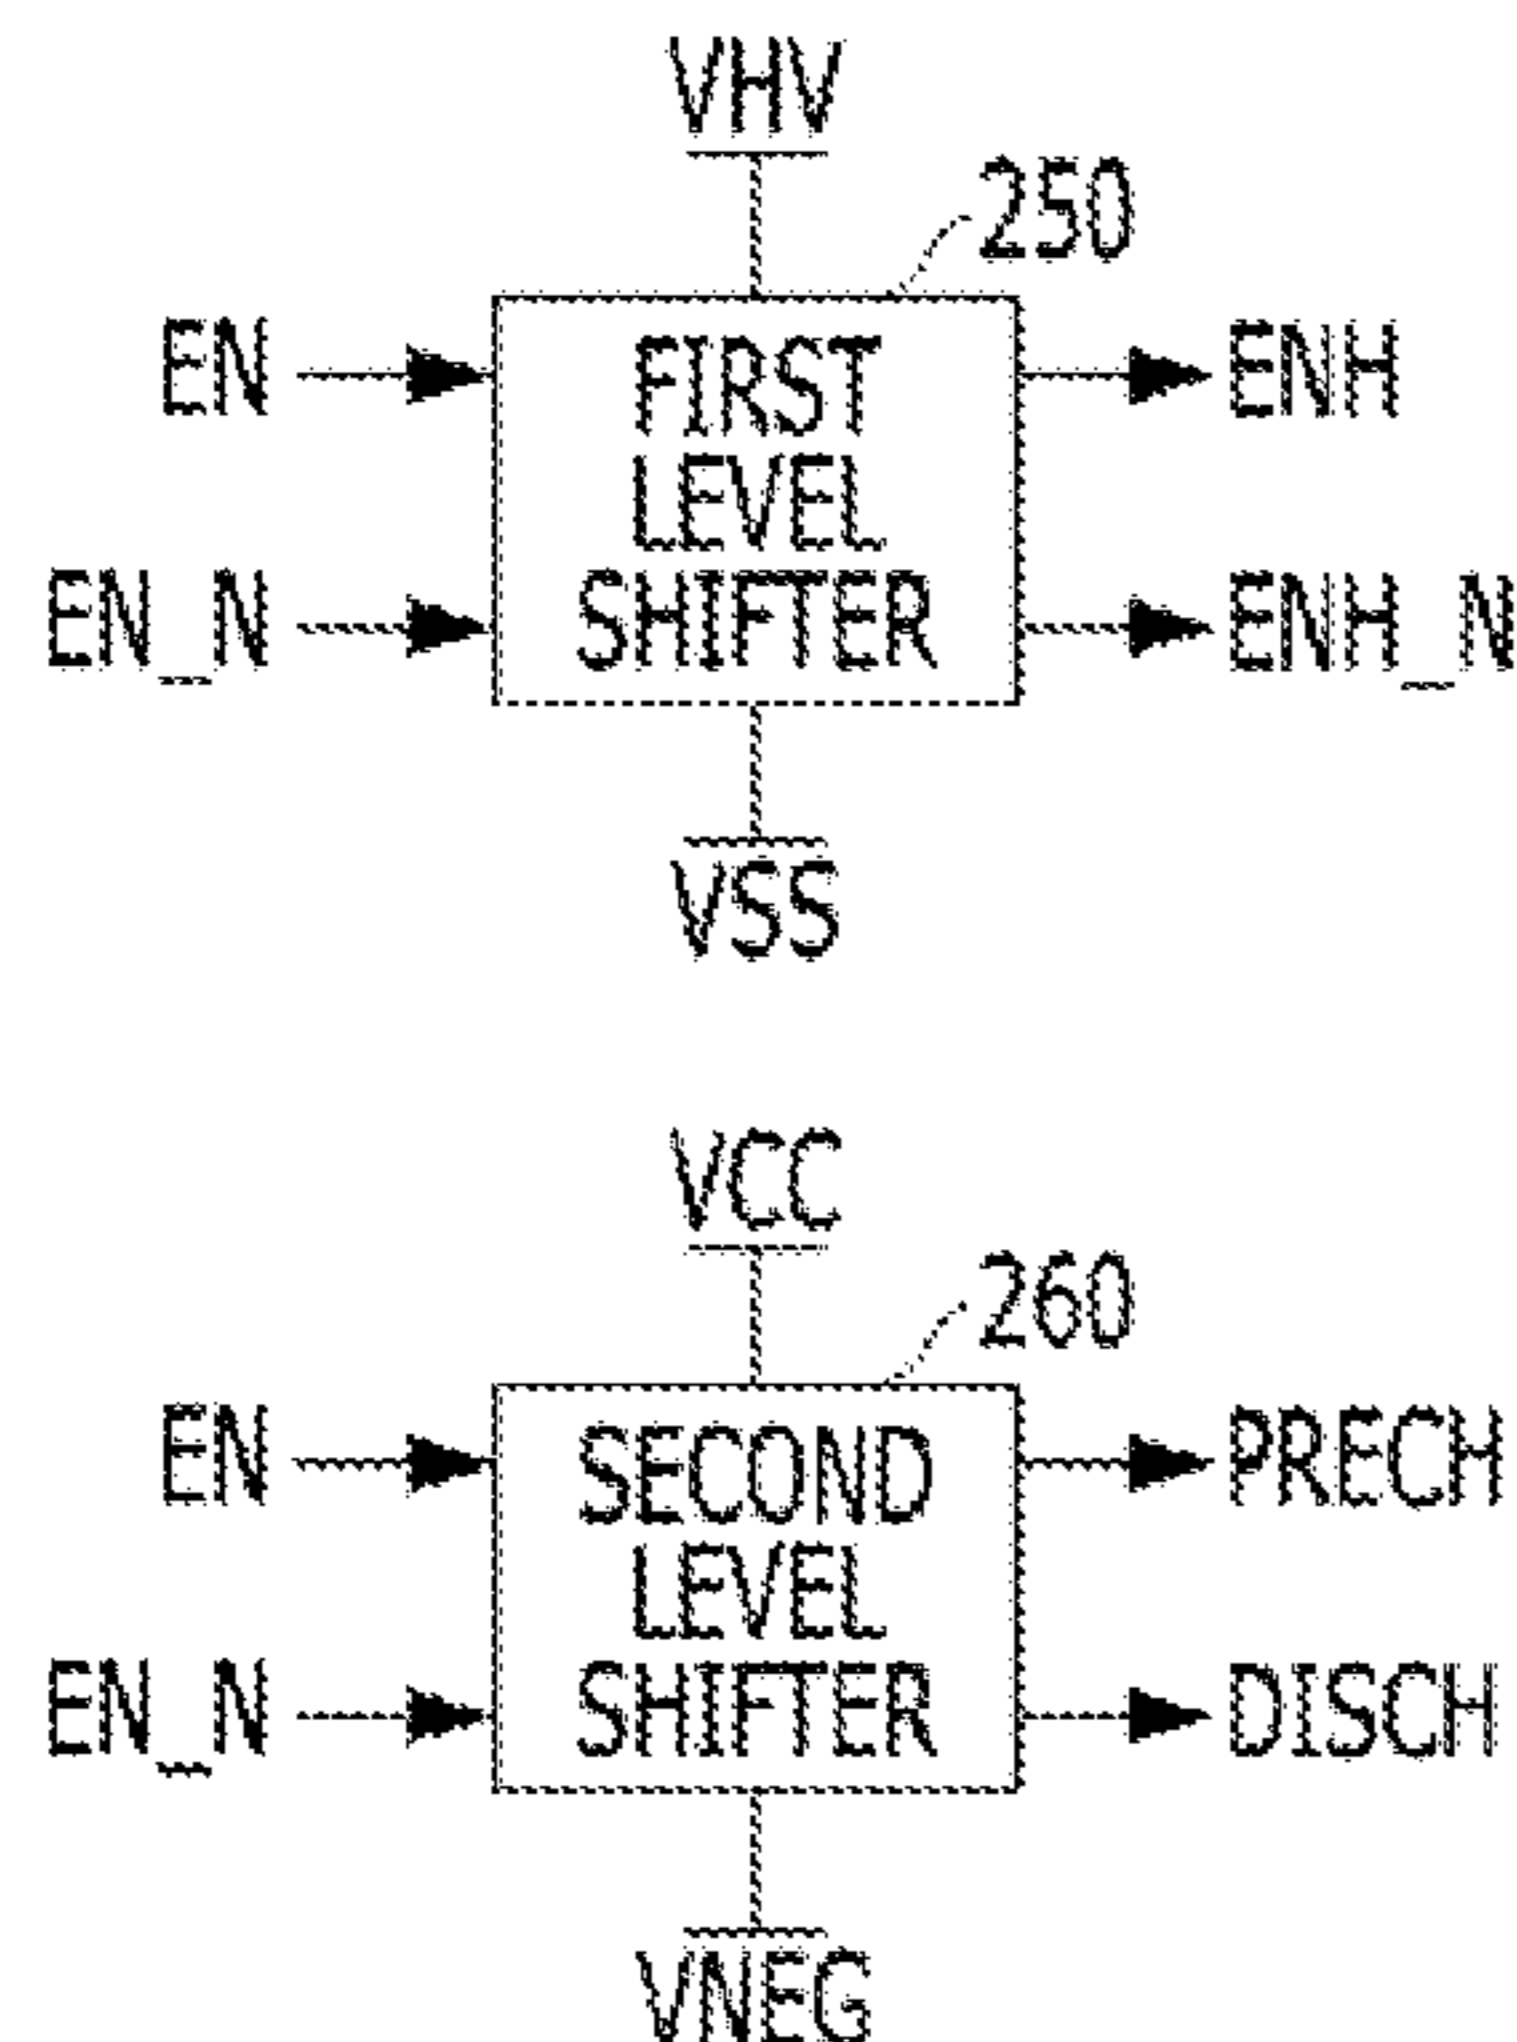 VHV
250
EN
FIRST
LEVEL
SHIFTER
ENH
EN_N
ENH_N
VSS
VCC
260
EN
SECOND
LEVEL
SHIFTER
PRECH
EN_N
DISCH
VNEG